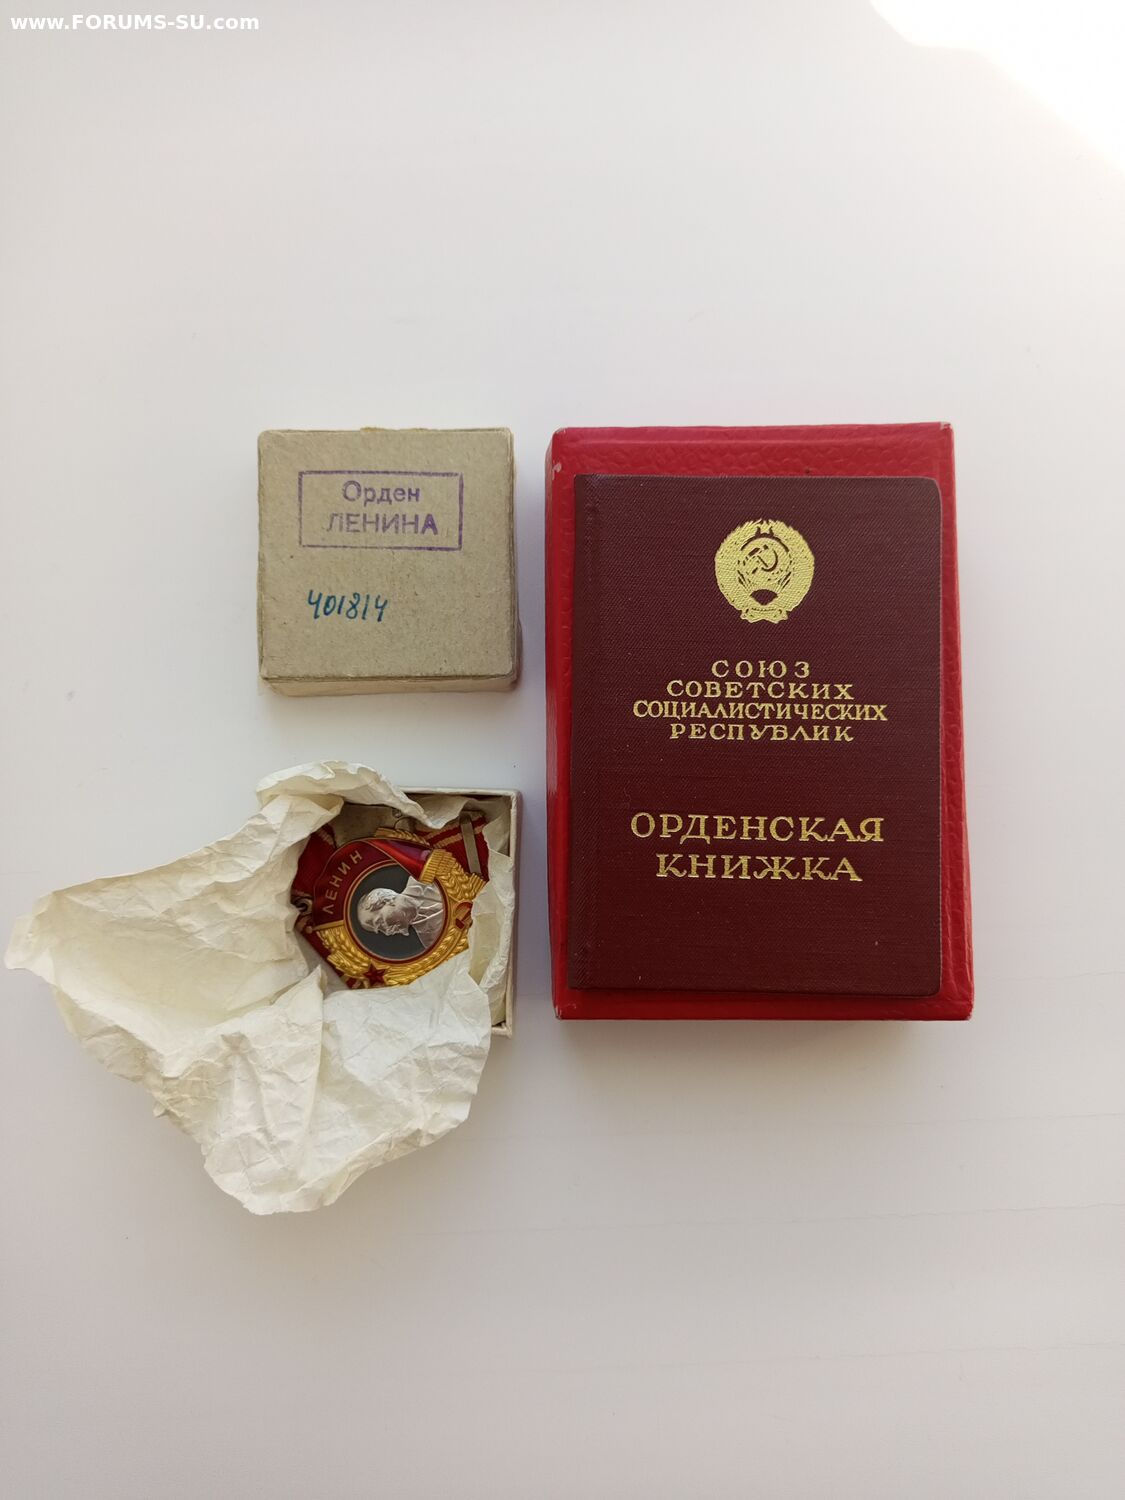 www.FORUMS-SU.com
Орден
ЛЕНИНА
401814
ЛЕНИН
СОЮЗ
СОВЕТСКИХ
СОЦИАЛИСТИЧЕСКИХ
РЕСПУБЛИК
ОРДЕНСКАЯ
КНИЖКА